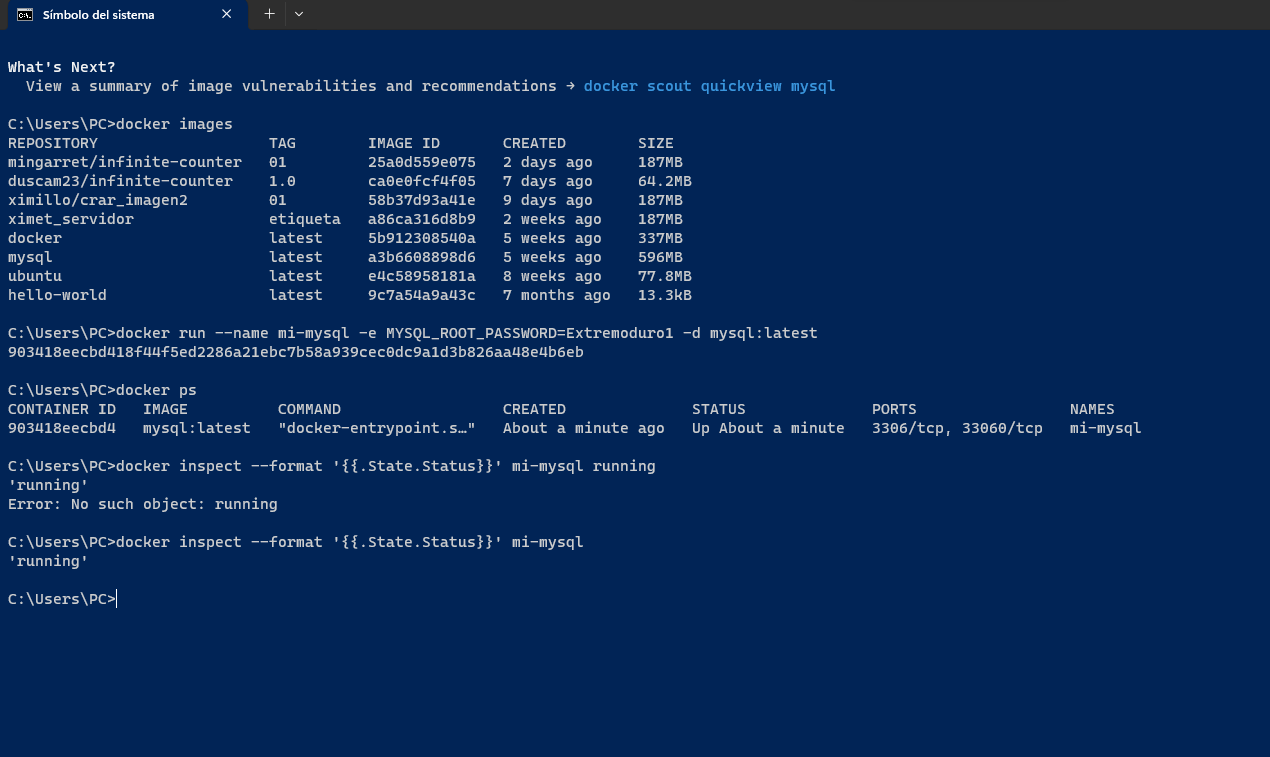 Símbolo del sistema
What's Next?
  View a summary of image vulnerabilities and recommendations → docker scout quickview mysql
C:\Users\PC>docker images
REPOSITORY                   TAG        IMAGE ID       CREATED        SIZE
mingarret/infinite-counter   01         25a0d559e075   2 days ago     187MB
duscam23/infinite-counter    1.0        ca0e0fcf4f05   7 days ago     64.2MB
ximillo/crar_imagen2         01         58b37d93a41e   9 days ago     187MB
ximet_servidor               etiqueta   a86ca316d8b9   2 weeks ago    187MB
docker                       latest     5b912308540a   5 weeks ago    337MB
mysql                        latest     a3b6608898d6   5 weeks ago    596MB
ubuntu                       latest     e4c58958181a   8 weeks ago    77.8MB
hello-world                  latest     9c7a54a9a43c   7 months ago   13.3kB
C:\Users\PC>docker run --name mi-mysql -e MYSQL_ROOT_PASSWORD=Extremoduro1 -d mysql:latest
903418eecbd418f44f5ed2286a21ebc7b58a939cec0dc9a1d3b826aa48e4b6eb
C:\Users\PC>docker ps
CONTAINER ID   IMAGE          COMMAND                  CREATED              STATUS              PORTS                 NAMES
903418eecbd4   mysql:latest   "docker-entrypoint.s…"   About a minute ago   Up About a minute   3306/tcp, 33060/tcp   mi-mysql
C:\Users\PC>docker inspect --format '{{.State.Status}}' mi-mysql running
'running'
Error: No such object: running
C:\Users\PC>docker inspect --format '{{.State.Status}}' mi-mysql
'running'
C:\Users\PC>